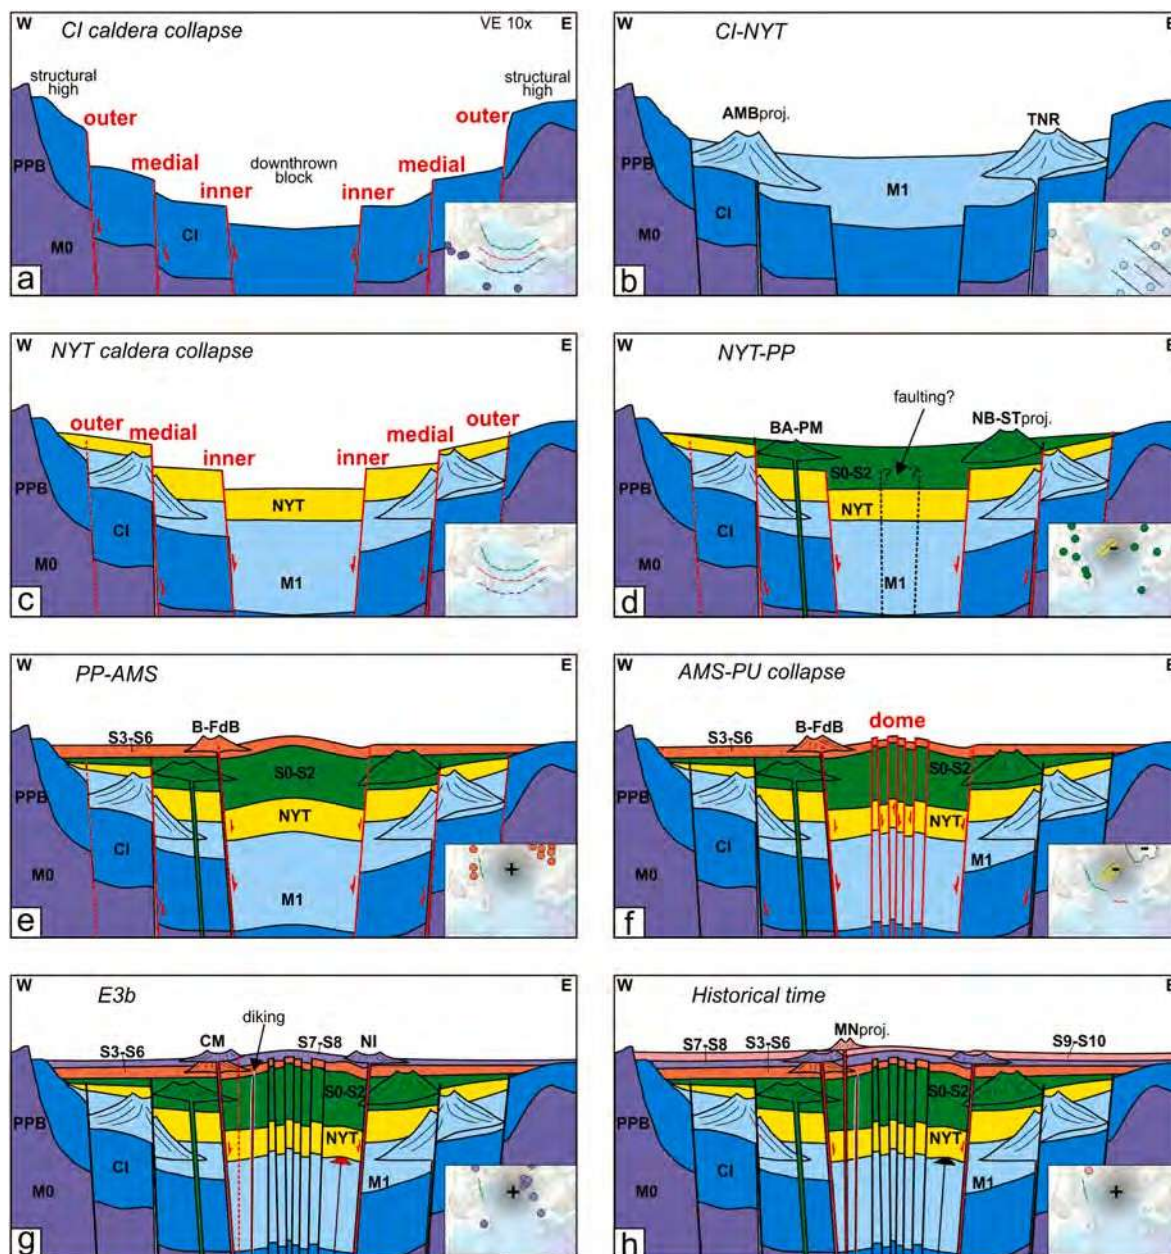 W CI caldera collapse VE 10x E
structural high structural high
outer outer
PPB medial downthrown block medial
inner inner
CI
M0
a
W CI-NYT E
AMBproj. TNR
PPB
M1
CI
M0
b
W NYT caldera collapse E
outer outer
medial medial
inner inner
PPB
NYT
CI
M0
M1
c
W NYT-PP E
faulting?
BA-PM NB-STproj.
S0-S2
PPB
NYT
CI
M0
M1
-
d
W PP-AMS E
B-FdB
S3-S6
S0-S2
PPB
NYT
CI
M0
M1
+
e
W AMS-PU collapse E
B-FdB dome
S3-S6
S0-S2
PPB
NYT
CI
M1
M0
- -
f
W E3b E
diking
CM S7-S8 NI
S3-S6
S0-S2
PPB
NYT
CI M1
M0
+
g
W Historical time E
MNproj.
S7-S8 S3-S6 S9-S10
S0-S2
PPB
NYT
CI M1
M0
+
h